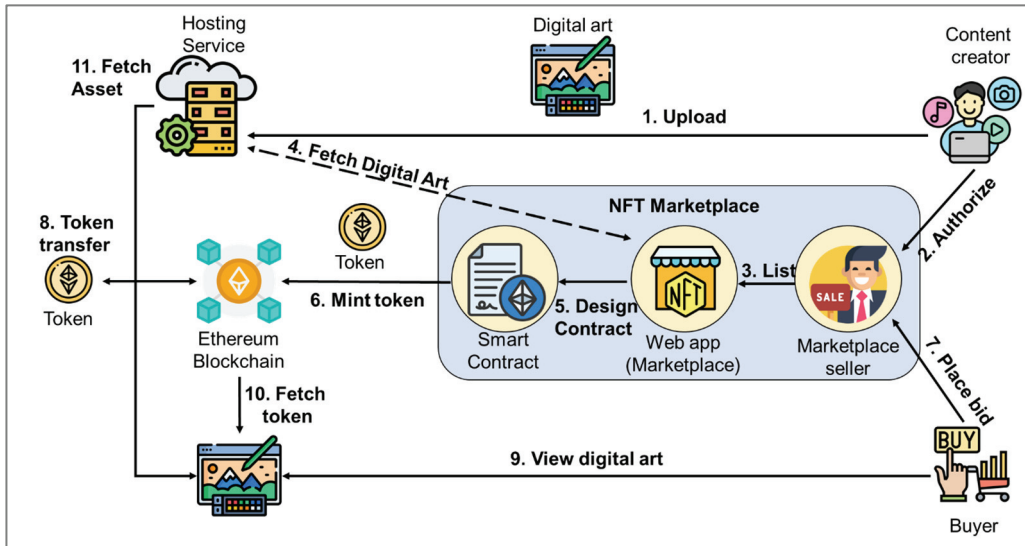 Hosting
Service
Digital art
Content
creator
11. Fetch
Asset
1. Upload
4. Fetch Digital Art
2. Authorize
NFT Marketplace
8. Token
transfer
Token
Token
6. Mint token
Ethereum
Blockchain
5. Design
Contract
Smart
Contract
NFT
3. List
Web app
(Marketplace)
SALE
Marketplace
seller
7. Place bid
10. Fetch
token
9. View digital art
BUY
Buyer